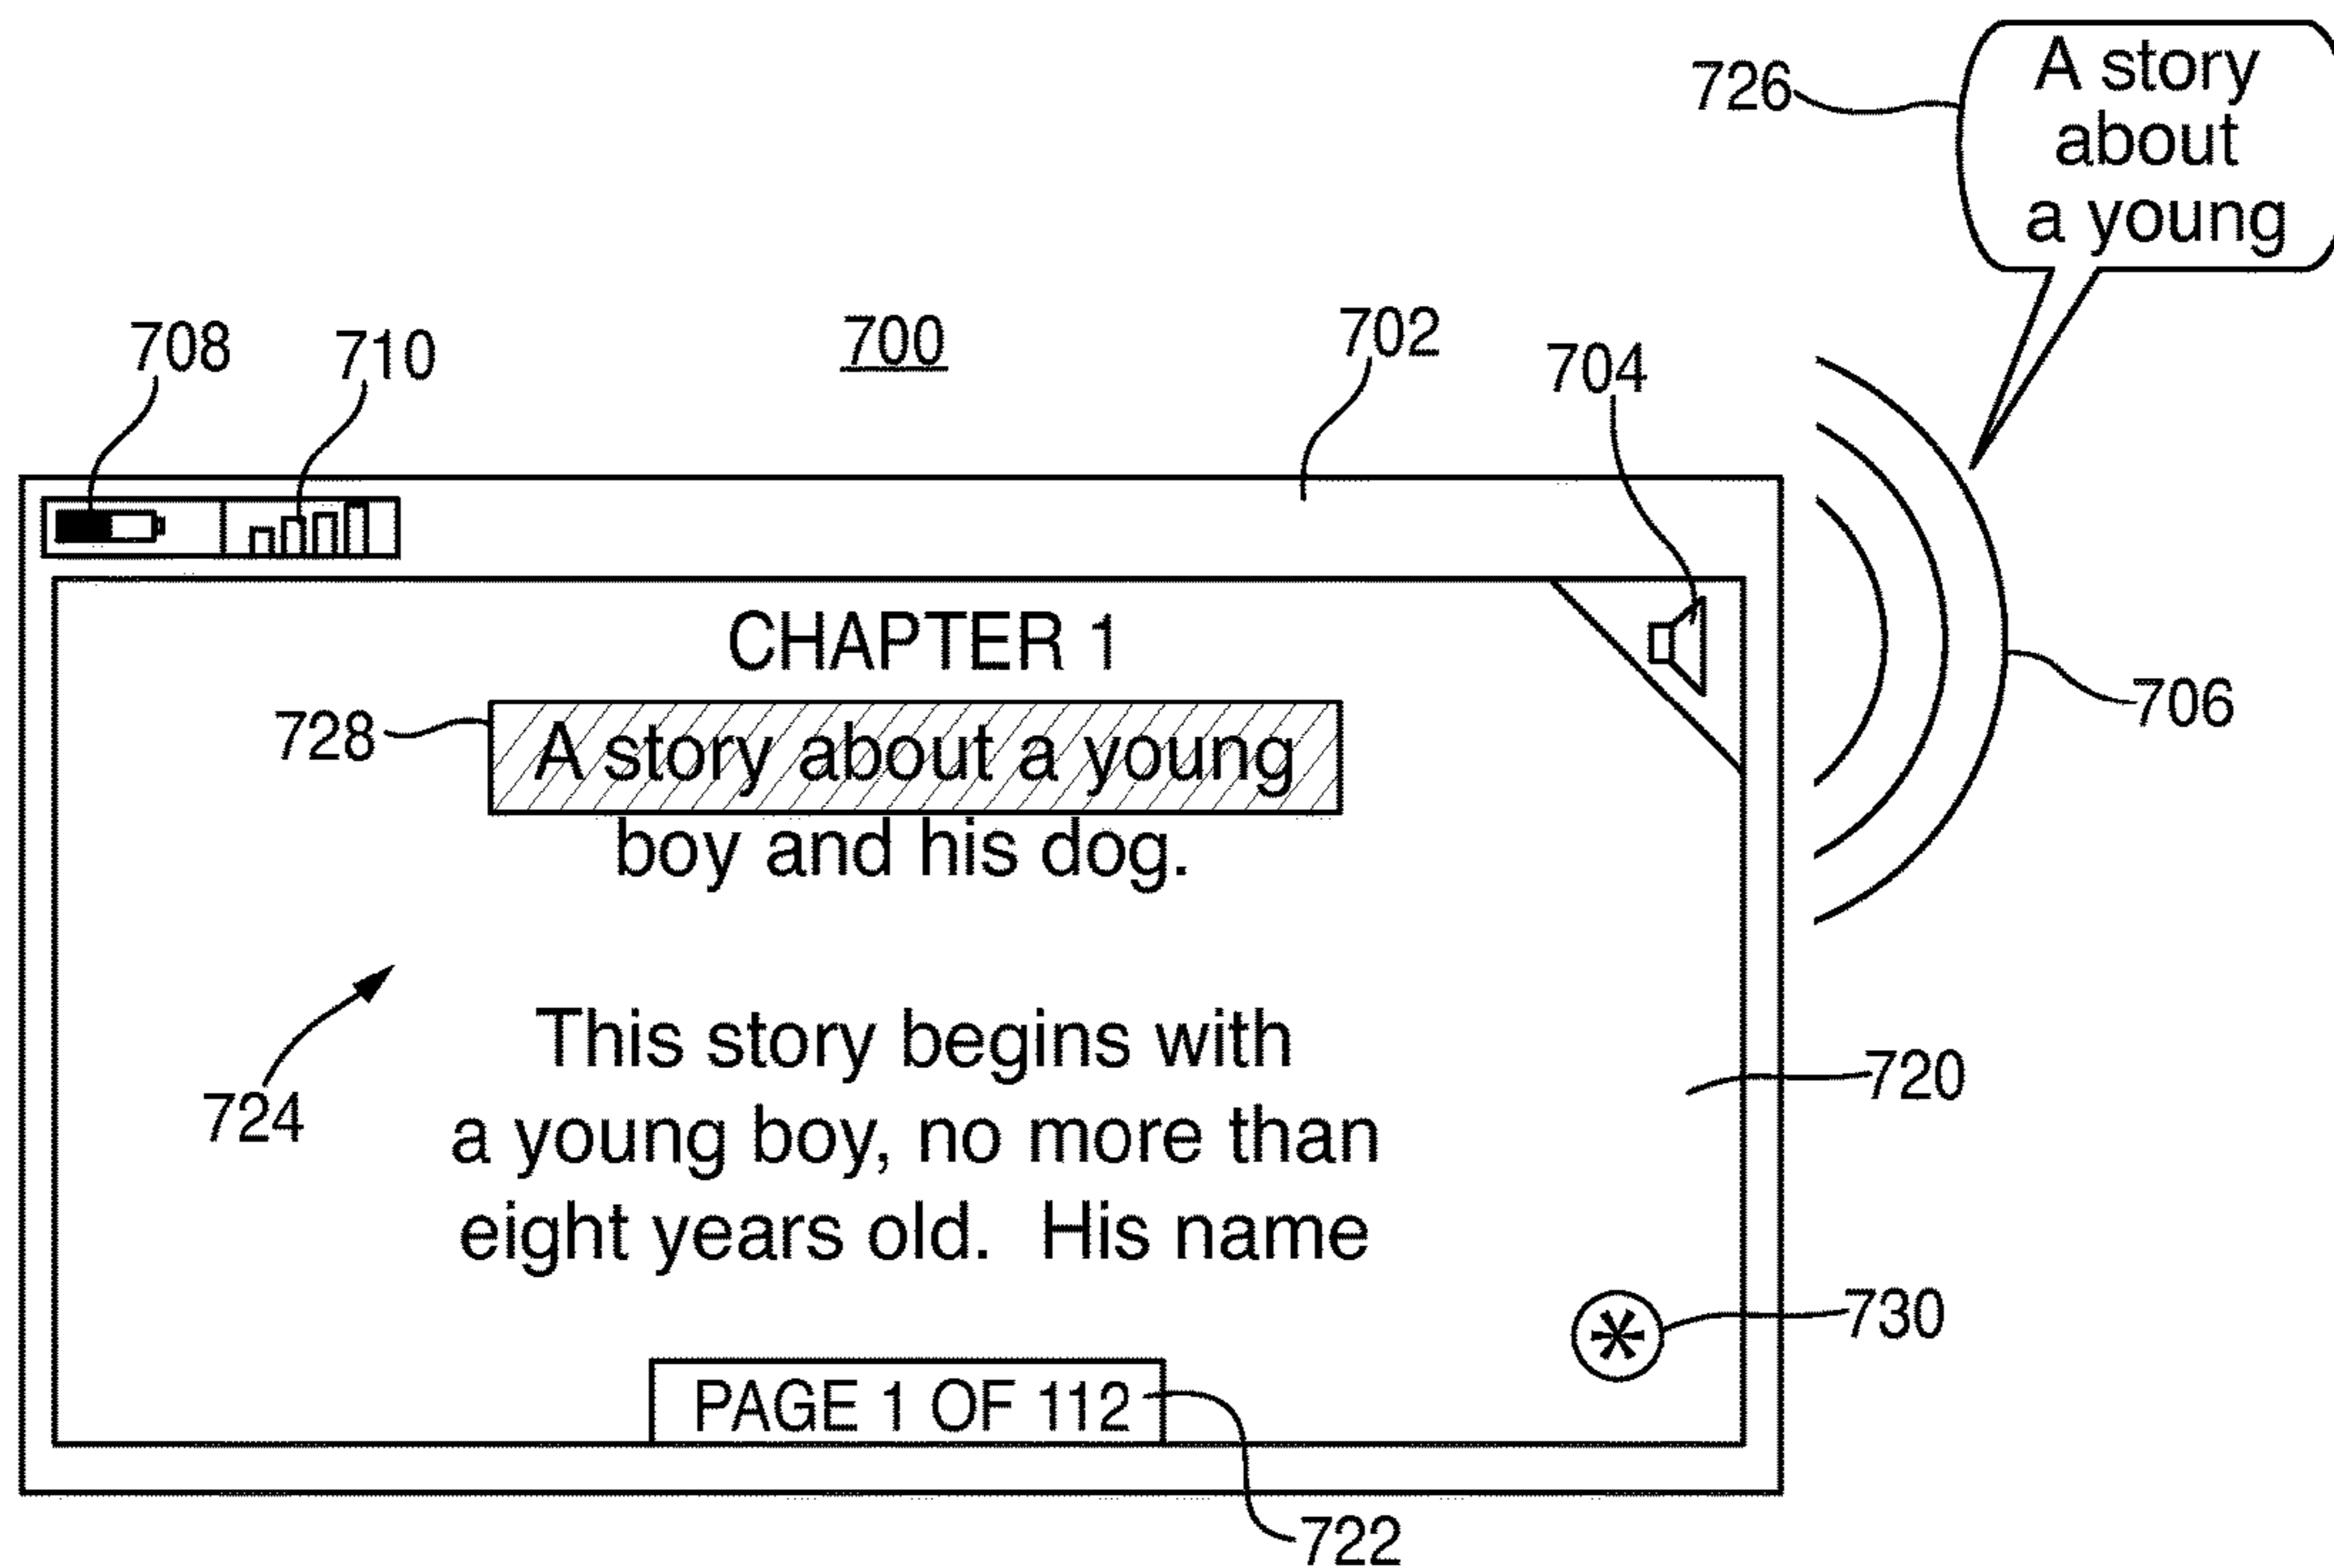 A story
about
a young
726
700
702
704
708
710
CHAPTER 1
728
A story about a young
boy and his dog.
706
724
This story begins with
a young boy, no more than
eight years old. His name
720
730
*
PAGE 1 OF 112
722